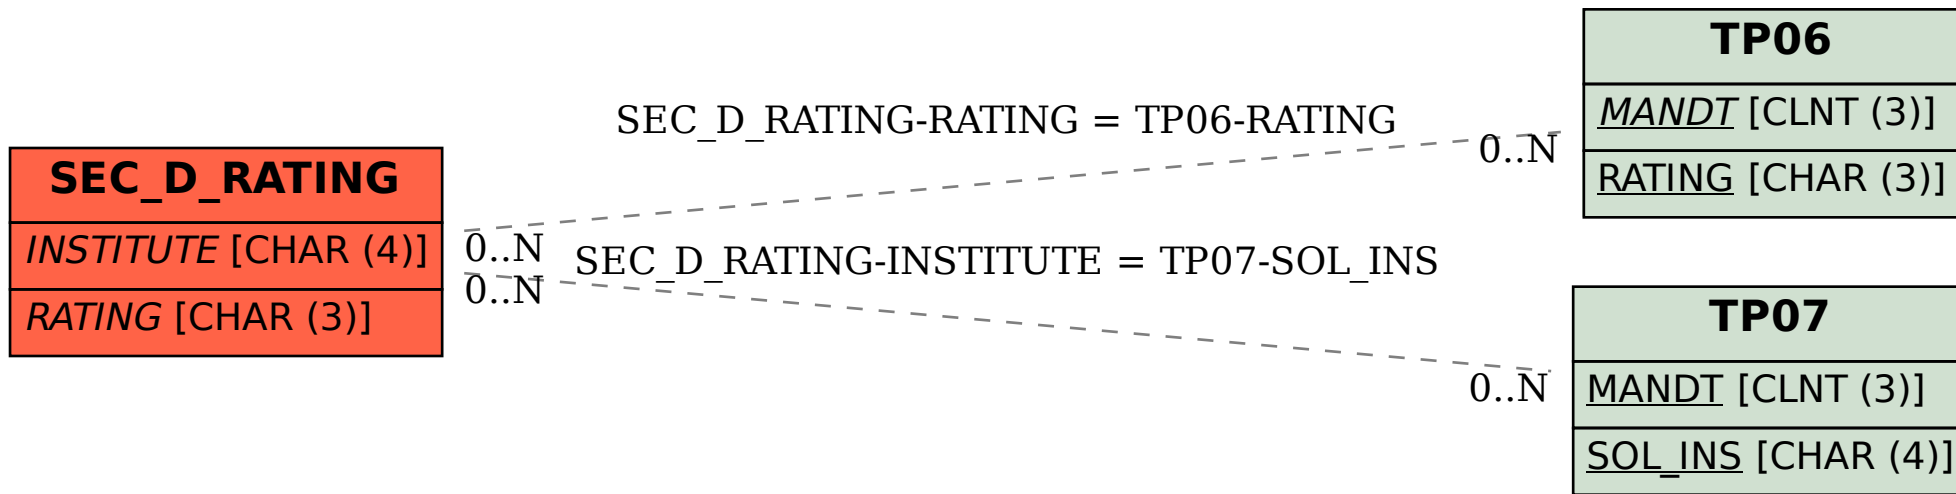 SEC_D_RATING
INSTITUTE [CHAR (4)]
RATING [CHAR (3)]
SEC_D_RATING-RATING = TP06-RATING
0..N
0..N
SEC_D_RATING-INSTITUTE = TP07-SOL_INS
0..N
0..N
TP06
MANDT [CLNT (3)]
RATING [CHAR (3)]
TP07
MANDT [CLNT (3)]
SOL_INS [CHAR (4)]